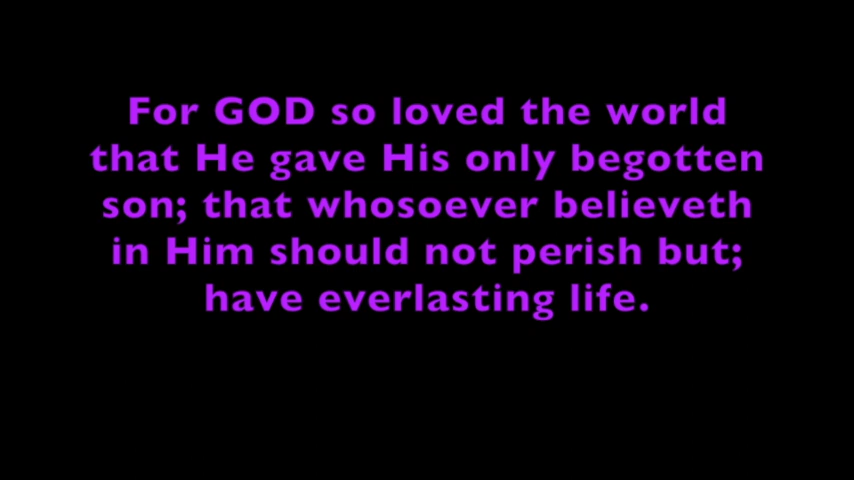 For GOD so loved the world
that He gave His only begotten
son; that whosoever believeth
in Him should not perish but;
have everlasting life.